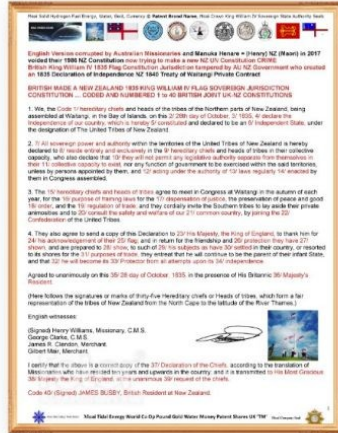 English Version corrupted by Australian Missionaries and Manuka Henare = (Henry) NZ (Mason) in 2017
voided their 1986 NZ Constitution now trying to make a new NZ UN Constitution CRIME
British King William IV 1835 Flag Constitution Jurisdiction tampered by AU NZ Government who created
an 1835 Declaration of Independence NZ 1840 Treaty of Waitangi Private Contract
BRITISH MADE A NEW ZEALAND 1835 KING WILLIAM IV FLAG SOVEREIGN JURISDICTION
CONSTITUTION ... CODED AND NUMBERED 1 to 40 BRITISH JOINT UK NZ CONSTITUTIONS
1. We, the Code 1/ hereditary chiefs and heads of the tribes of the Northern parts of New Zealand, being
assembled at Waitangi, in the Bay of Islands, on this 2/ 28th day of October, 3/ 1835, 4/ declare the
Independence of our country, which is hereby 5/ constituted and declared to be an 6/ Independent State, under
the designation of The United Tribes of New Zealand.
2. 7/ All sovereign power and authority within the territories of the United Tribes of New Zealand is hereby
declared to 8/ reside entirely and exclusively in the 9/ hereditary chiefs and heads of tribes in their collective
capacity, who also declare that 10/ they will not permit any legislative authority separate from themselves in
their 11/ collective capacity to exist, nor any function of government to be exercised within the said territories,
unless by persons appointed by them, and 12/ acting under the authority of 13/ laws regularly 14/ enacted by
them in Congress assembled.
3. The 15/ hereditary chiefs and heads of tribes agree to meet in Congress at Waitangi in the autumn of each
year, for the 16/ purpose of framing laws for the 17/ dispensation of justice, the preservation of peace and good
18/ order, and the 19/ regulation of trade; and they cordially invite the Southern tribes to lay aside their private
animosities and to 20/ consult the safety and welfare of our 21/ common country, by joining the 22/
Confederation of the United Tribes.
4. They also agree to send a copy of this Declaration to 23/ His Majesty, the King of England, to thank him for
24/ his acknowledgement of their 25/ flag; and in return for the friendship and 26/ protection they have 27/
shown, and are prepared to 28/ show, to such of 29/ his subjects as have 30/ settled in their country, or resorted
to its shores for the 31/ purposes of trade, they entreat that he will continue to be the parent of their infant State,
and that 32/ he will become its 33/ Protector from all attempts upon its 34/ independence.
Agreed to unanimously on this 35/ 28 day of October, 1835, in the presence of His Britannic 36/ Majesty's
Resident.
(Here follows the signatures or marks of thirty-five Hereditary chiefs or Heads of tribes, which form a fair
representation of the tribes of New Zealand from the North Cape to the latitude of the River Thames.)
English witnesses:
(Signed) Henry Williams, Missionary, C.M.S.
George Clarke, C.M.S.
James R. Clendon, Merchant.
Gilbert Mair, Merchant.
I certify that the above is a correct copy of the 37/ Declaration of the Chiefs, according to the translation of
Missionaries who have resided ten years and upwards in the country; and it is transmitted to His Most Gracious
38/ Majesty the King of England, at the unanimous 39/ request of the chiefs.
Code 40/ (Signed) JAMES BUSBY, British Resident at New Zealand.